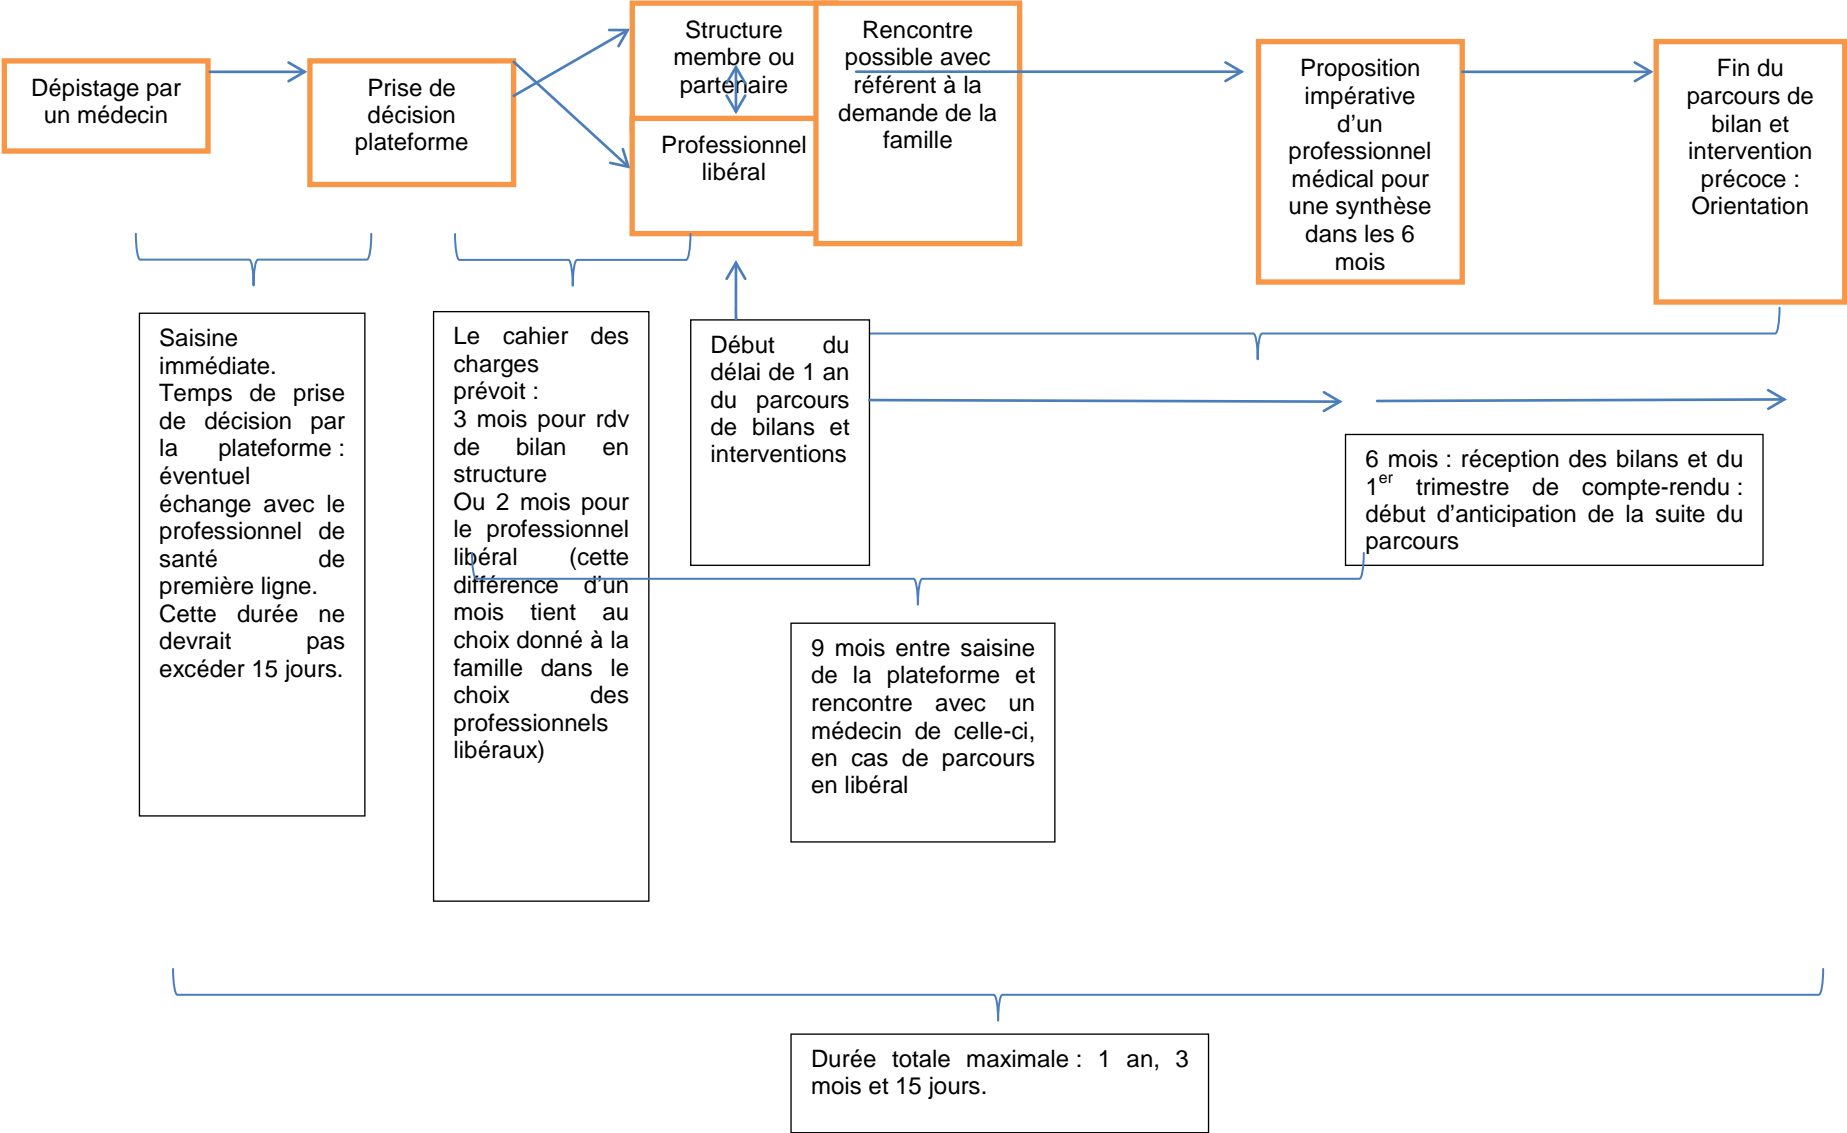 Dépistage par
un médecin
Prise de
décision
plateforme
Structure
membre ou
partenaire
Professionnel
libéral
Rencontre
possible avec
référent à la
demande de la
famille
Proposition
impérative
d’un
professionnel
médical pour
une synthèse
dans les 6
mois
Fin du
parcours de
bilan et
intervention
précoce :
Orientation
Saisine
immédiate.
Temps de prise
de décision par
la plateforme :
éventuel
échange avec le
professionnel de
santé de
première ligne.
Cette durée ne
devrait pas
excéder 15 jours.
Le cahier des
charges
prévoit :
3 mois pour rdv
de bilan en
structure
Ou 2 mois pour
le professionnel
libéral (cette
différence d’un
mois tient au
choix donné à la
famille dans le
choix des
professionnels
libéraux)
Début du
délai de 1 an
du parcours
de bilans et
interventions
6 mois : réception des bilans et du
1er trimestre de compte-rendu :
début d’anticipation de la suite du
parcours
9 mois entre saisine
de la plateforme et
rencontre avec un
médecin de celle-ci,
en cas de parcours
en libéral
Durée totale maximale : 1 an, 3
mois et 15 jours.